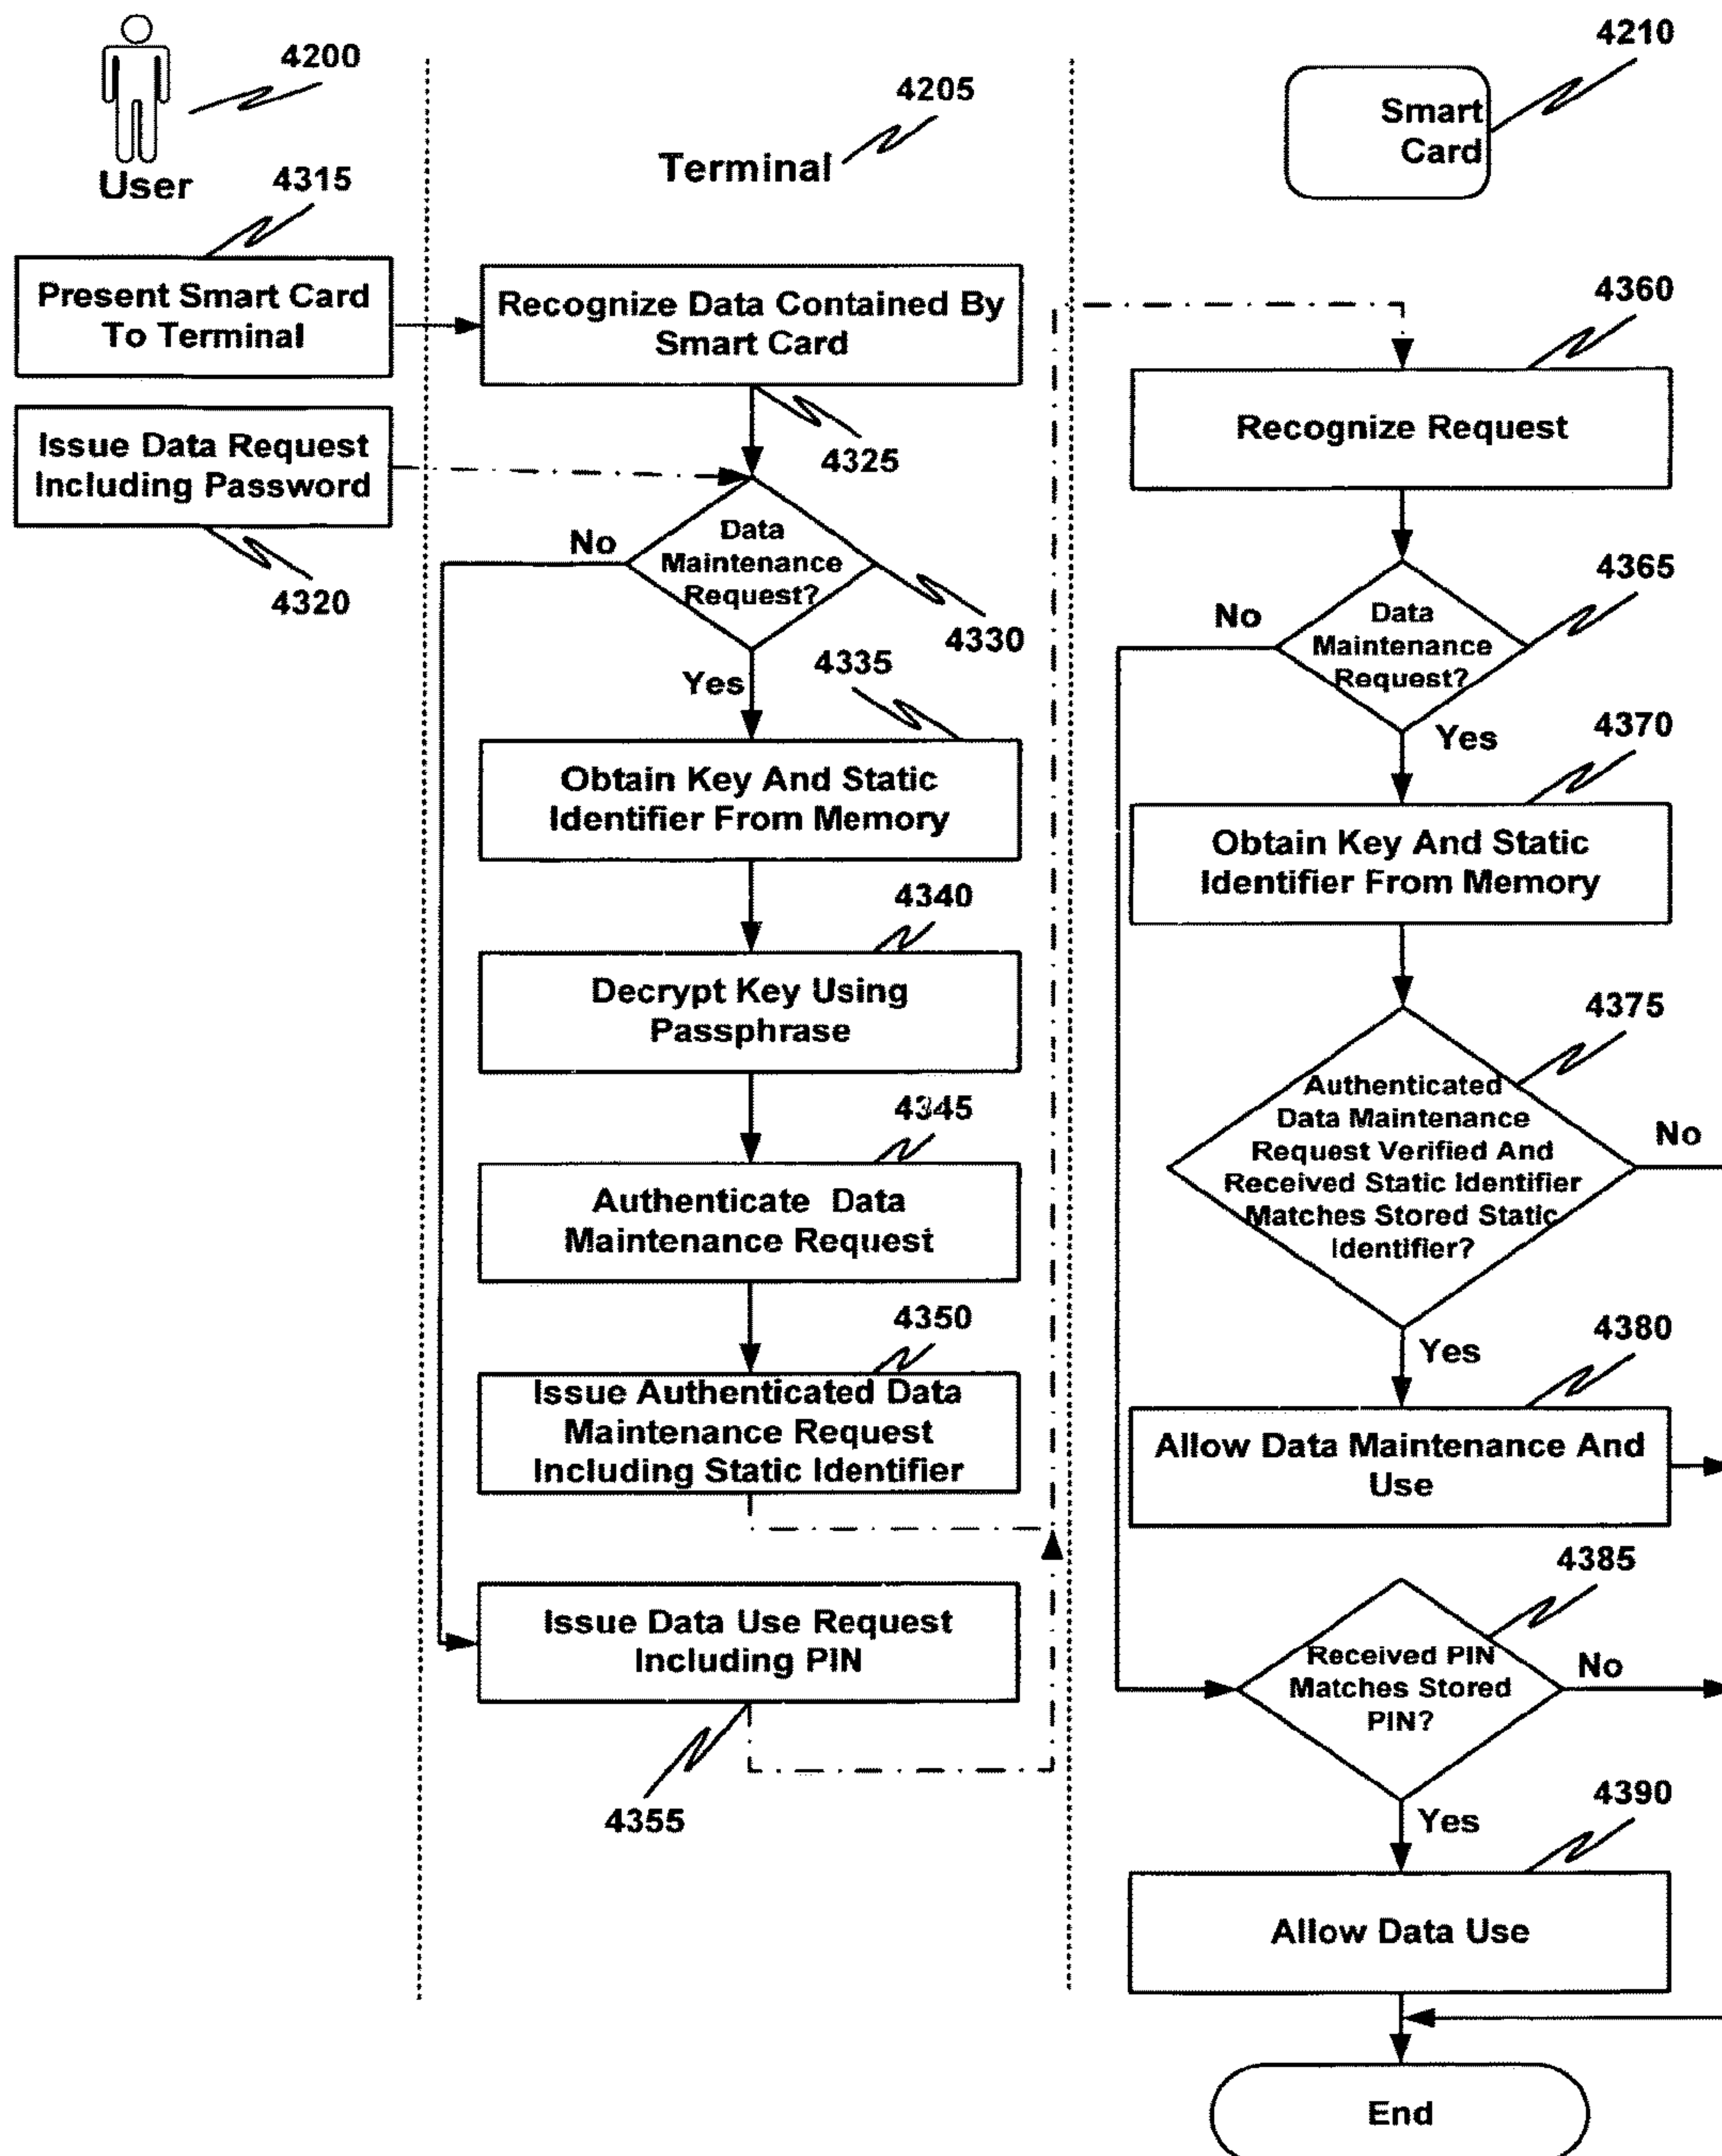 4200
User
4205
Terminal
4210
Smart
Card
4315
Present Smart Card
To Terminal
Issue Data Request
Including Password
4320
Recognize Data Contained By
Smart Card
4325
Data
Maintenance
Request?
No
4330
Yes
4335
Obtain Key And Static
Identifier From Memory
4340
Decrypt Key Using
Passphrase
4345
Authenticate Data
Maintenance Request
4350
Issue Authenticated Data
Maintenance Request
Including Static Identifier
Issue Data Use Request
Including PIN
4355
4360
Recognize Request
4365
No
Data
Maintenance
Request?
Yes
4370
Obtain Key And Static
Identifier From Memory
4375
Authenticated
Data Maintenance
Request Verified And
Received Static Identifier
Matches Stored Static
Identifier?
No
Yes
4380
Allow Data Maintenance And
Use
4385
Received PIN
Matches Stored
PIN?
No
Yes
4390
Allow Data Use
End